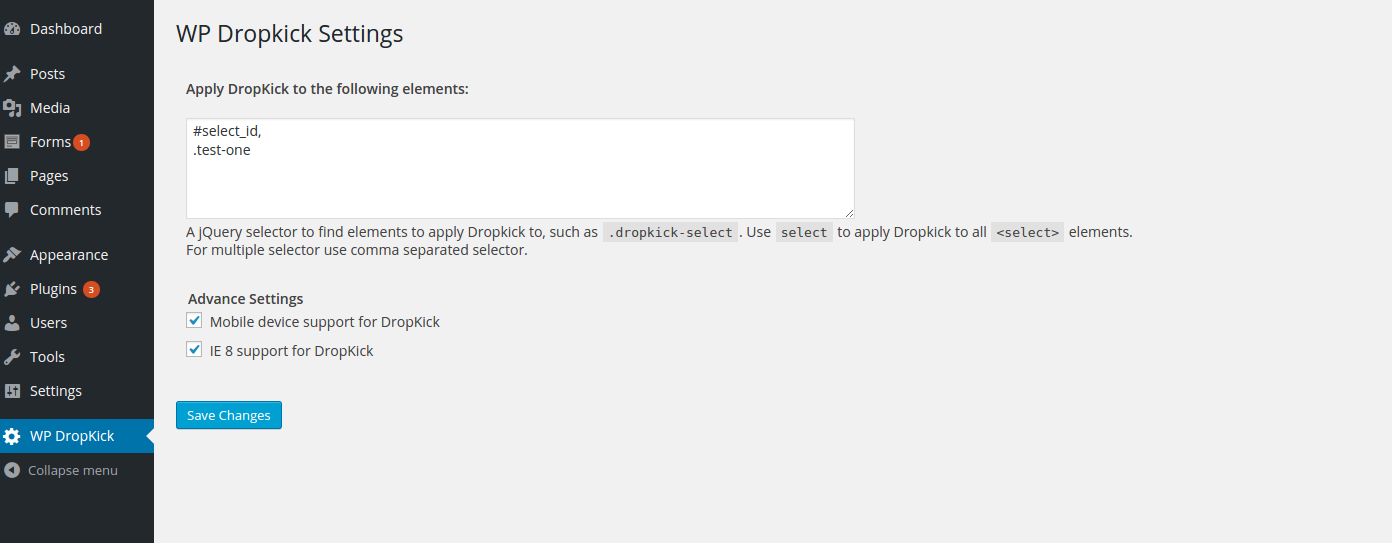 Dashboard
Posts
Media
Forms 1
Pages
Comments
Appearance
Plugins 3
Users
Tools
Settings
WP DropKick
Collapse menu
WP Dropkick Settings
Apply DropKick to the following elements:
#select_id,
.test-one
A jQuery selector to find elements to apply Dropkick to, such as .dropkick-select . Use select to apply Dropkick to all <select> elements.
For multiple selector use comma separated selector.
Advance Settings
Mobile device support for DropKick
IE 8 support for DropKick
Save Changes